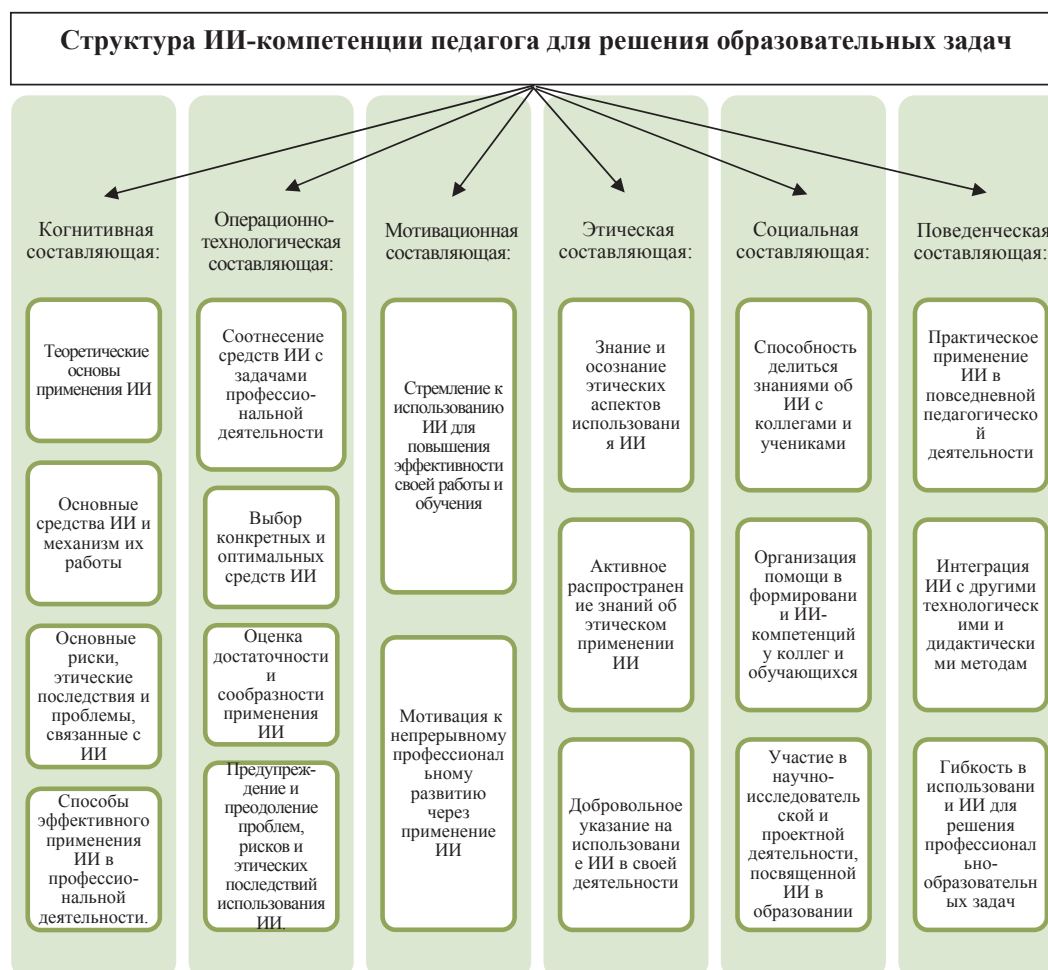 Структура ИИ-компетенции педагога для решения образовательных задач
Когнитивная
составляющая:
Теоретические
основы
применения ИИ
Основные
средства ИИ и
механизм их
работы
Основные
риски,
этические
последствия и
проблемы,
связанные с
ИИ
Способы
эффективного
применения
ИИ в
профессио-
нальной
деятельности.
Операционно-
технологическая
составляющая:
Соотнесение
средств ИИ с
задачами
профессио-
нальной
деятельности
Выбор
конкретных и
оптимальных
средств ИИ
Оценка
достаточности
и
сообразности
применения
ИИ
Предупреж-
дение и
преодоление
проблем,
рисков и
этических
последствий
использования
ИИ.
Мотивационная
составляющая:
Стремление к
использованию
ИИ для
повышения
эффективности
своей работы и
обучения
Мотивация к
непрерывному
профессионал
ьному
развитию
через
применение
ИИ
Этическая
составляющая:
Знание и
осознание
этических
аспектов
использовани
я ИИ
Активное
распространен
ие знаний об
этическом
применении
ИИ
Добровольное
указание на
использовани
е ИИ в своей
деятельности
Социальная
составляющая:
Способность
делиться
знаниями об
ИИ с
коллегами и
учениками
Организация
помощи в
формировани
и ИИ-
компетенций
у коллег и
обучающихся
Участие в
научно-
исследователь
ской и
проектной
деятельности,
посвященной
ИИ в
образовании
Поведенческая
составляющая:
Практическое
применение
ИИ в
повседневной
педагогическо
й
деятельности
Интеграция
ИИ с другими
технологическ
ими и
дидактически
ми методам
Гибкость в
использовани
и ИИ для
решения
профессионал
ьно-
образовательн
ых задач